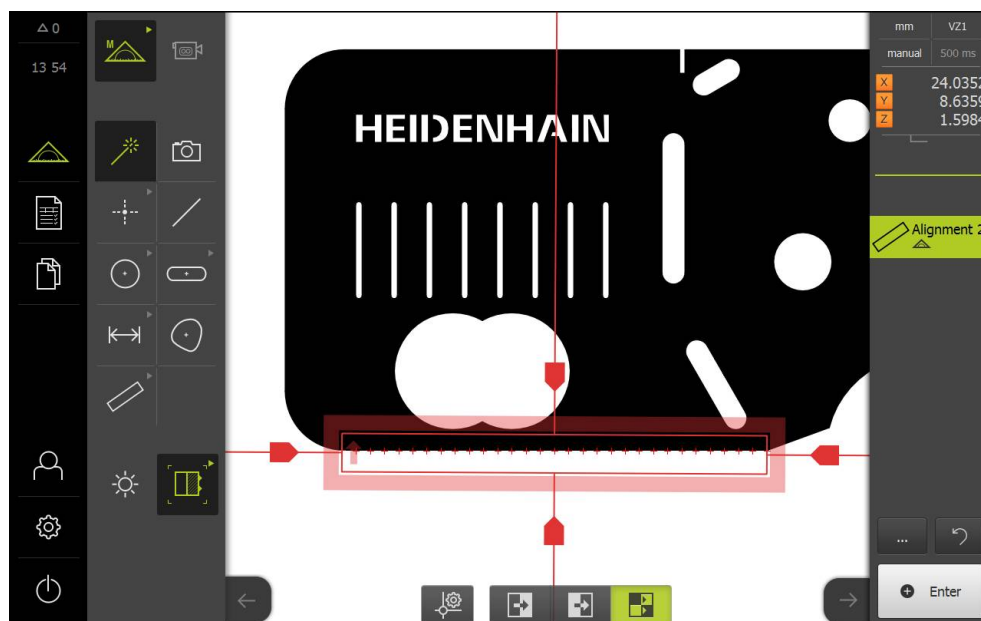 0
13 54
M
HEIDENHAIN
mm VZ1
manual 500 ms
X 24.0352
Y 8.6359
Z 1.5984
Alignment 2
...
Enter